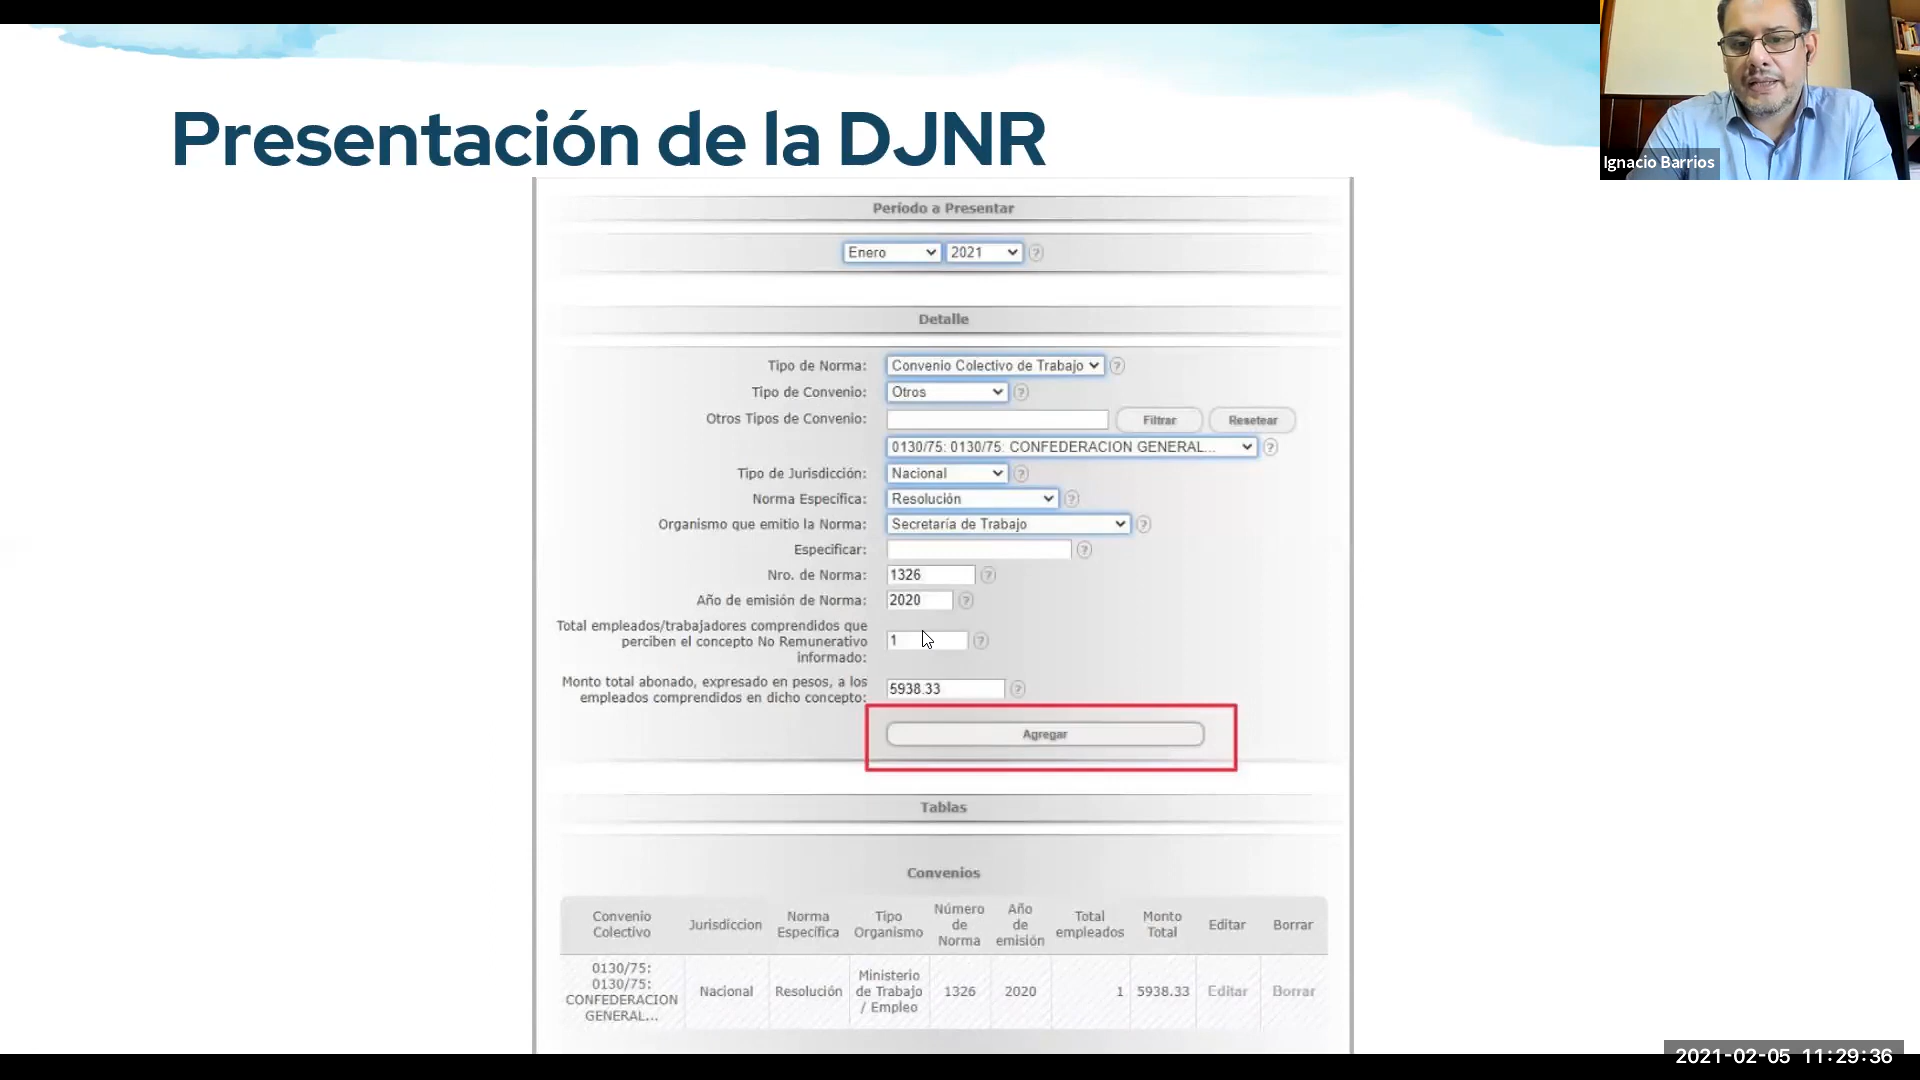 Presentación de la DJNR
Ignacio Barrios
Período a Presentar
Enero 2021 ?
Detalle
Tipo de Norma: Convenio Colectivo de Trabajo ?
Tipo de Convenio: Otros ?
Otros Tipos de Convenio: Filtrar Resetear
0130/75: 0130/75: CONFEDERACION GENERAL... ?
Tipo de Jurisdicción: Nacional ?
Norma Específica: Resolución ?
Organismo que emitio la Norma: Secretaría de Trabajo ?
Especificar: ?
Nro. de Norma: 1326 ?
Año de emisión de Norma: 2020 ?
Total empleados/trabajadores comprendidos que
perciben el concepto No Remunerativo 1 ?
informado:
Monto total abonado, expresado en pesos, a los
empleados comprendidos en dicho concepto: 5938.33 ?
Agregar
Tablas
Convenios
Convenio Colectivo Jurisdiccion Norma Específica Tipo Organismo Número de Norma Año de emisión Total empleados Monto Total Editar Borrar
0130/75: 0130/75: CONFEDERACION GENERAL... Nacional Resolución Ministerio de Trabajo / Empleo 1326 2020 1 5938.33 Editar Borrar
2021-02-05 11:29:36